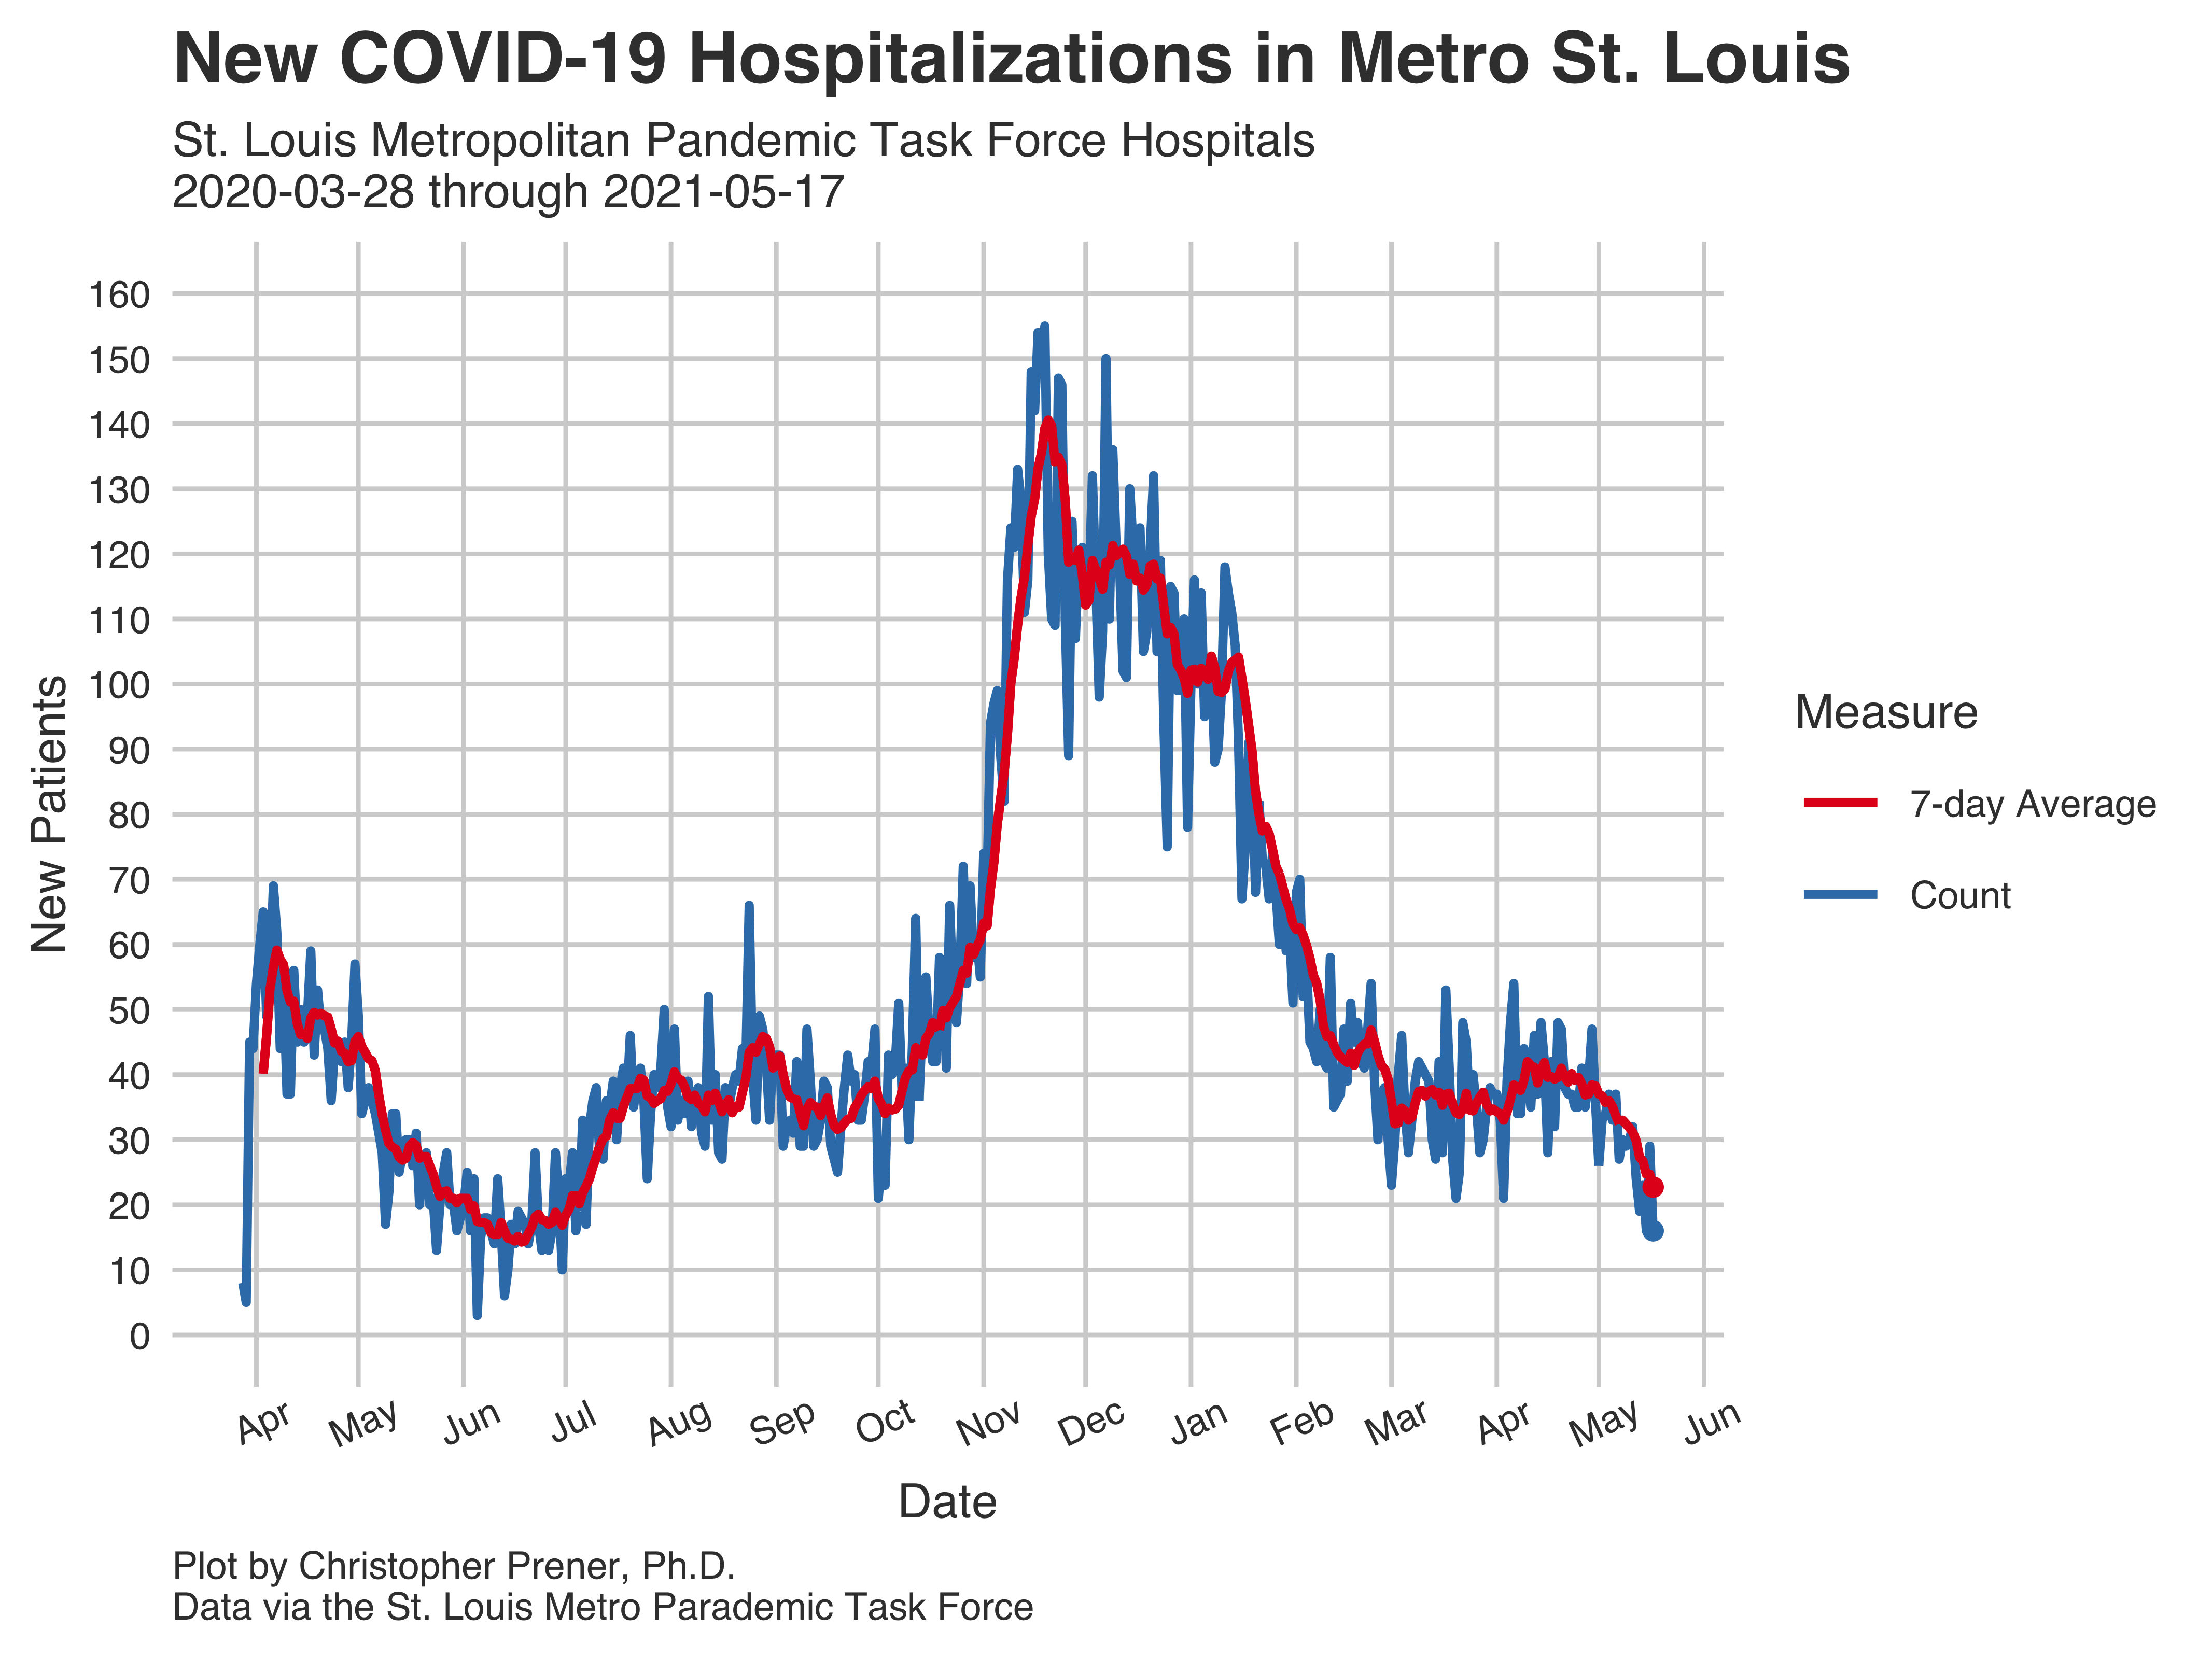 New COVID-19 Hospitalizations in Metro St. Louis
St. Louis Metropolitan Pandemic Task Force Hospitals
2020-03-28 through 2021-05-17
New Patients
160
150
140
130
120
110
100
90
80
70
60
50
40
30
20
10
0
Apr May Jun Jul Aug Sep Oct Nov Dec Jan Feb Mar Apr May Jun
Date
Measure
7-day Average
Count
Plot by Christopher Prener, Ph.D.
Data via the St. Louis Metro Parademic Task Force